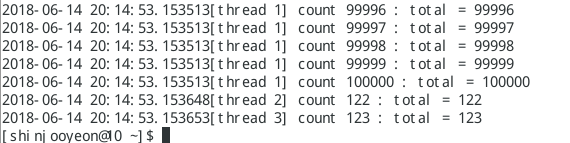 2018-06-14 20:14:53.153513[thread 1] count 99996 : total = 99996
2018-06-14 20:14:53.153513[thread 1] count 99997 : total = 99997
2018-06-14 20:14:53.153513[thread 1] count 99998 : total = 99998
2018-06-14 20:14:53.153513[thread 1] count 99999 : total = 99999
2018-06-14 20:14:53.153513[thread 1] count 100000 : total = 100000
2018-06-14 20:14:53.153648[thread 2] count 122 : total = 122
2018-06-14 20:14:53.153653[thread 3] count 123 : total = 123
[shinjooyeon@10 ~]$